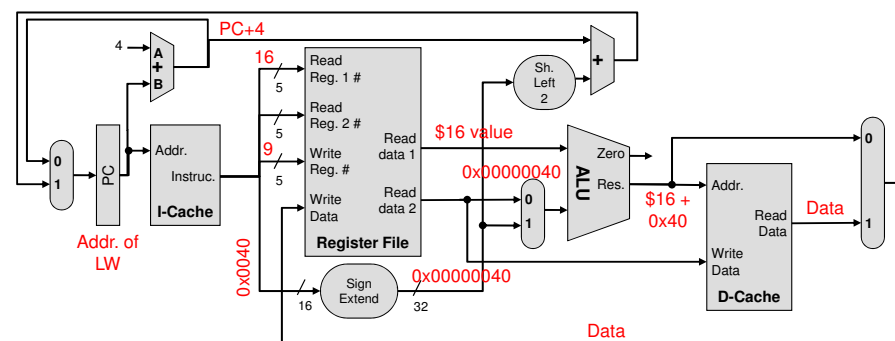 PC+4
4
A
+
B
16
5
Read
Reg. 1 #
Sh.
Left
2
+
5
Read
Reg. 2 #
0
1
PC
Addr.
Instruc.
I-Cache
9
5
Write
Reg. #
Write
Data
Read
data 1
Read
data 2
Register File
$16 value
0x00000040
0
1
ALU
Zero
Res.
$16 +
0x40
Addr.
Read
Data
Write
Data
D-Cache
Data
0
1
Addr. of
LW
0x0040
16
Sign
Extend
0x00000040
32
Data